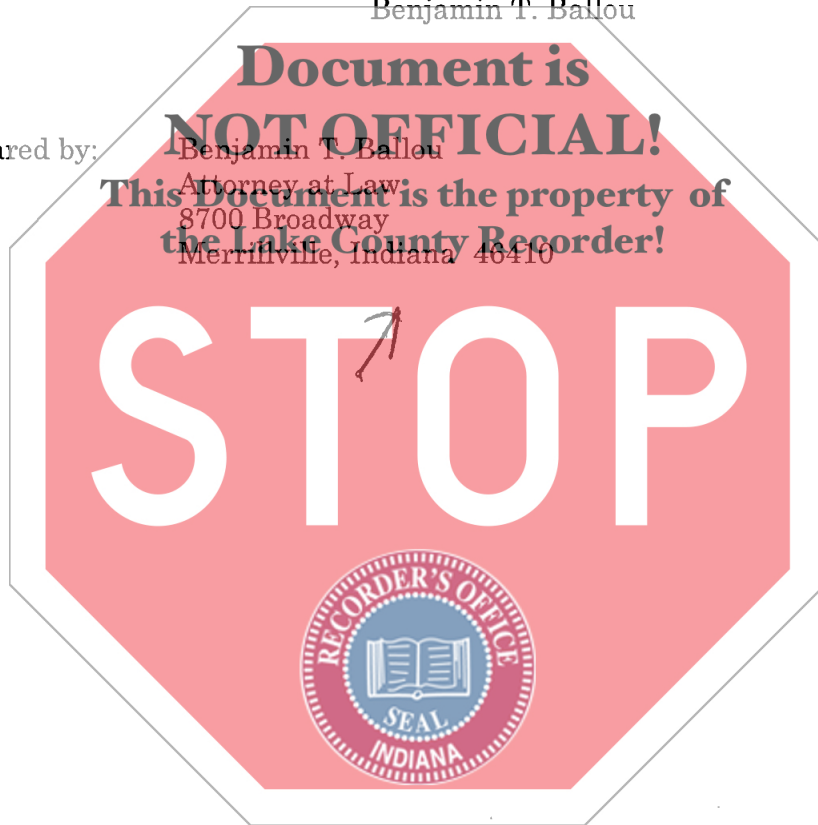 Benjamin T. Ballou
Document is
NOT OFFICIAL!
ared by: Benjamin T. Ballou
Attorney at Law
This Document is the property of
8700 Broadway
the Lake County Recorder!
Merrillville, Indiana 46410
STOP
RECORDER'S OFFICE
SEAL
INDIANA